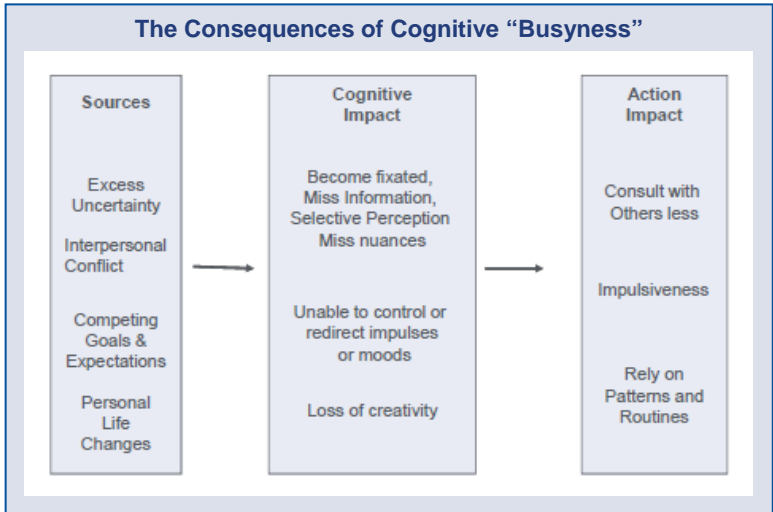 The Consequences of Cognitive “Busyness”
Sources
Excess
Uncertainty
Interpersonal
Conflict
Competing
Goals &
Expectations
Personal
Life
Changes
Cognitive
Impact
Become fixated,
Miss Information,
Selective Perception
Miss nuances
Unable to control or
redirect impulses
or moods
Loss of creativity
Action
Impact
Consult with
Others less
Impulsiveness
Rely on
Patterns and
Routines